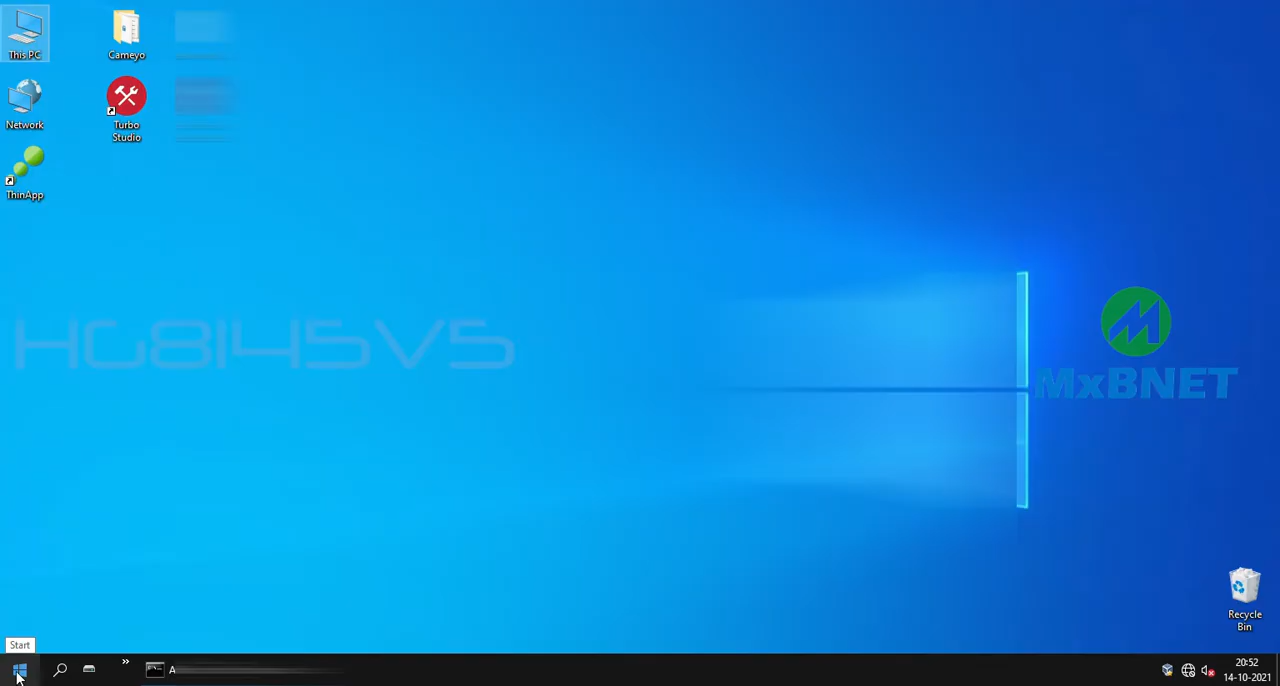 This PC
Cameyo
Network
Turbo
Studio
ThinApp
HG8145V5
MxBNET
Recycle
Bin
Start
A
20:52
14-10-2021